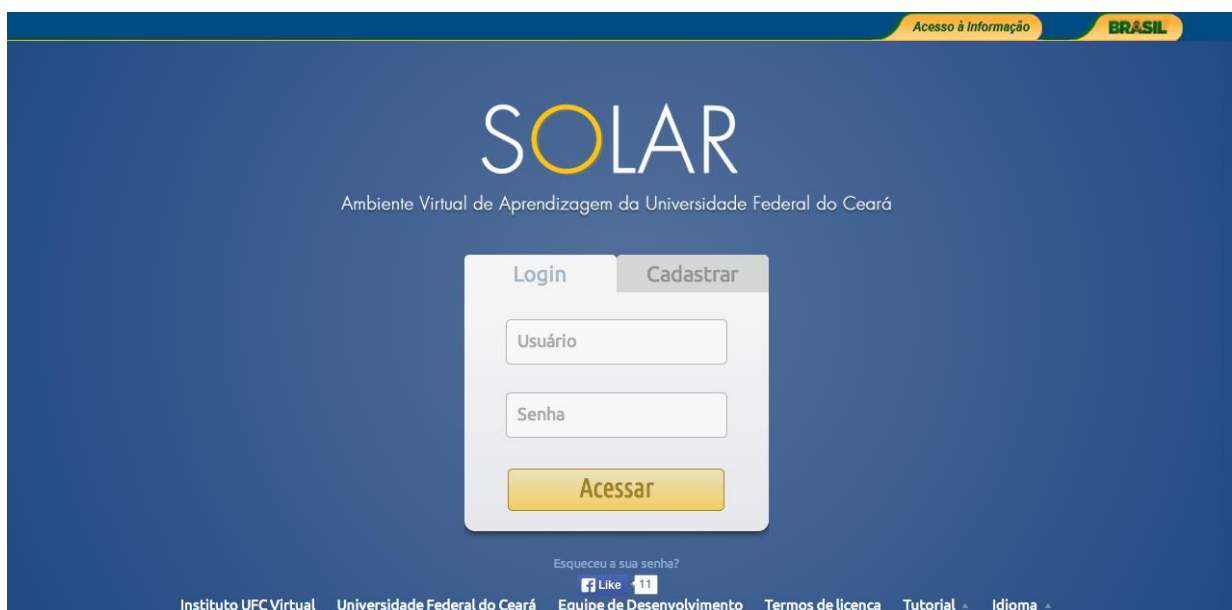 Acesso à Informação BRASIL
SOLAR
Ambiente Virtual de Aprendizagem da Universidade Federal do Ceará
Login Cadastrar
Usuário
Senha
Acessar
Esqueceu a sua senha?
Like 11
Instituto UFC Virtual Universidade Federal do Ceará Equipe de Desenvolvimento Termos de licença Tutorial Idioma